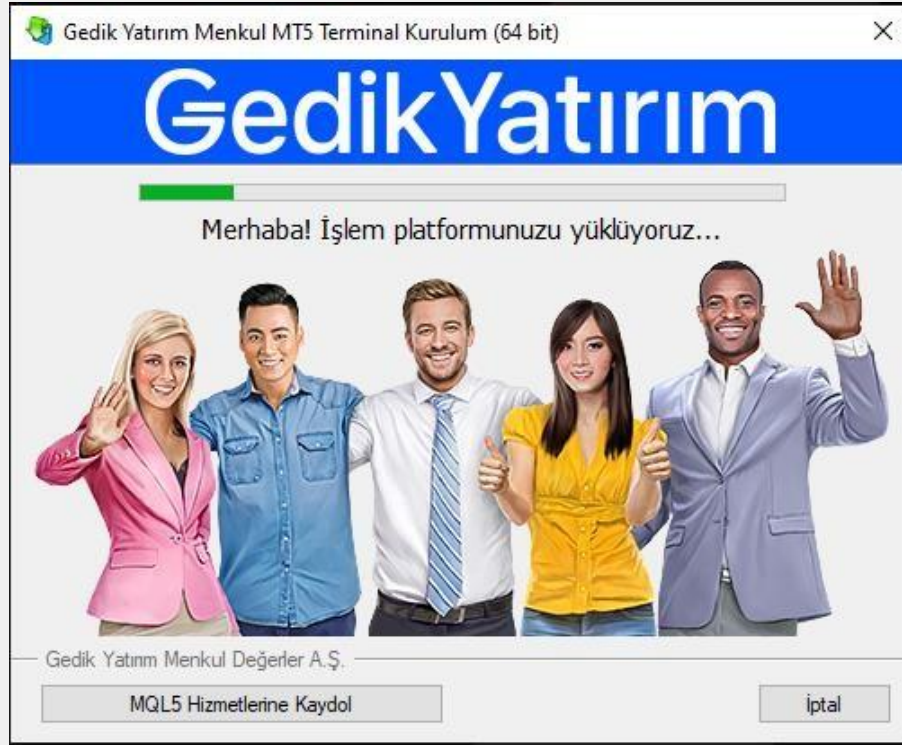 Gedik Yatırım Menkul MT5 Terminal Kurulum (64 bit)
GedikYatırım
Merhaba! İşlem platformunuzu yüklüyoruz...
Gedik Yatırım Menkul Değerler A.Ş.
MQL5 Hizmetlerine Kaydol
İptal